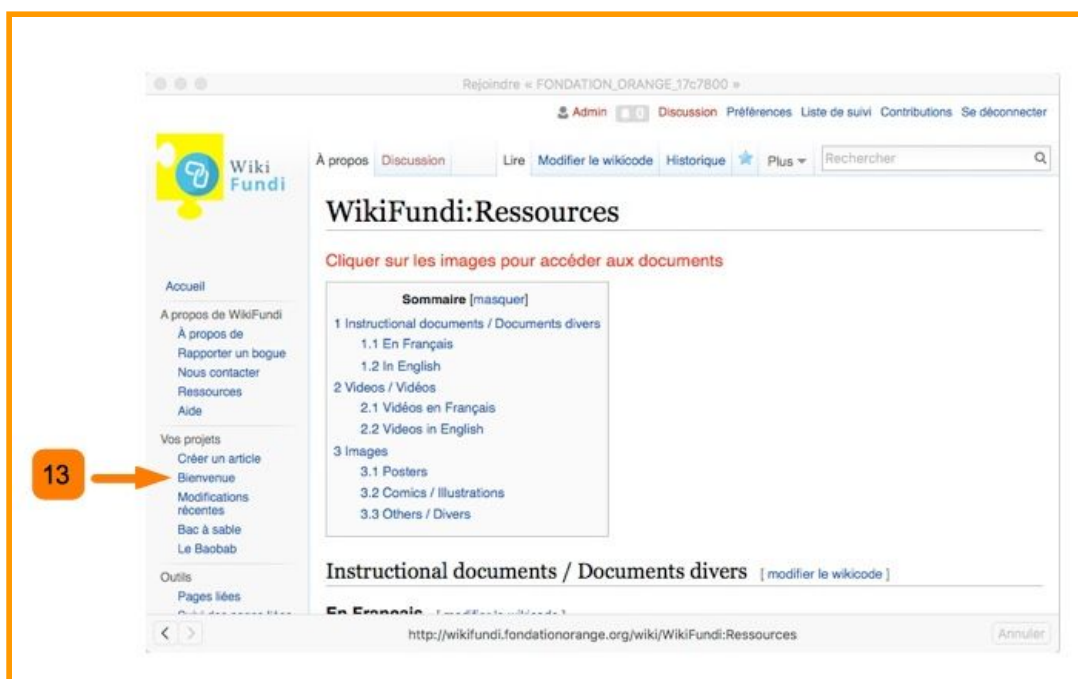 Rejoindre « FONDATION_ORANGE_17c7800 »
Admin 0 Discussion Préférences Liste de suivi Contributions Se déconnecter
Wiki
Fundi
À propos Discussion Lire Modifier le wikicode Historique Plus Rechercher
WikiFundi:Ressources
Cliquer sur les images pour accéder aux documents
Sommaire [masquer]
1 Instructional documents / Documents divers
1.1 En Français
1.2 In English
2 Videos / Vidéos
2.1 Vidéos en Français
2.2 Videos in English
3 Images
3.1 Posters
3.2 Comics / Illustrations
3.3 Others / Divers
Accueil
A propos de WikiFundi
À propos de
Rapporter un bogue
Nous contacter
Ressources
Aide
Vos projets
Créer un article
13
Bienvenue
Modifications
récentes
Bac à sable
Le Baobab
Outils
Pages liées
Instructional documents / Documents divers [ modifier le wikicode ]
En Français [ modifier le wikicode ]
http://wikifundi.fondationorange.org/wiki/WikiFundi:Ressources
Annuler